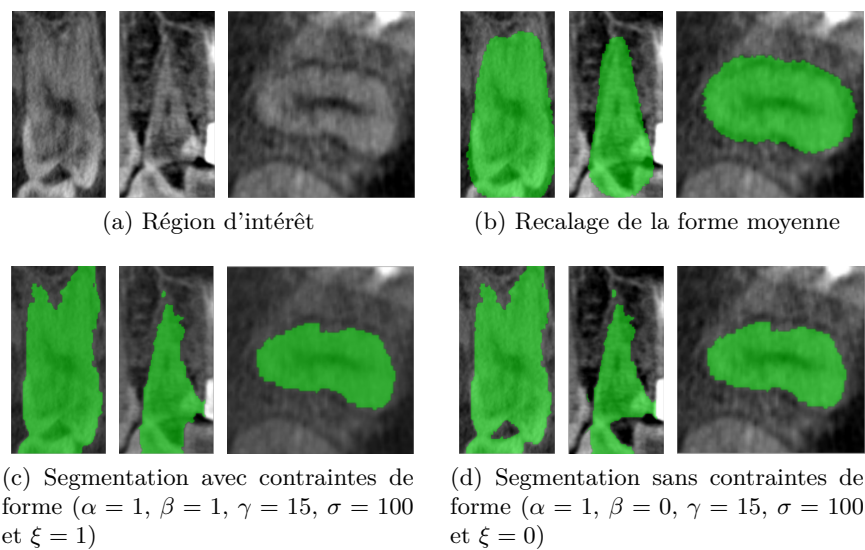 (a) Région d'intérêt
(b) Recalage de la forme moyenne
(c) Segmentation avec contraintes de
forme (α = 1, β = 1, γ = 15, σ = 100
et ξ = 1)
(d) Segmentation sans contraintes de
forme (α = 1, β = 0, γ = 15, σ = 100
et ξ = 0)